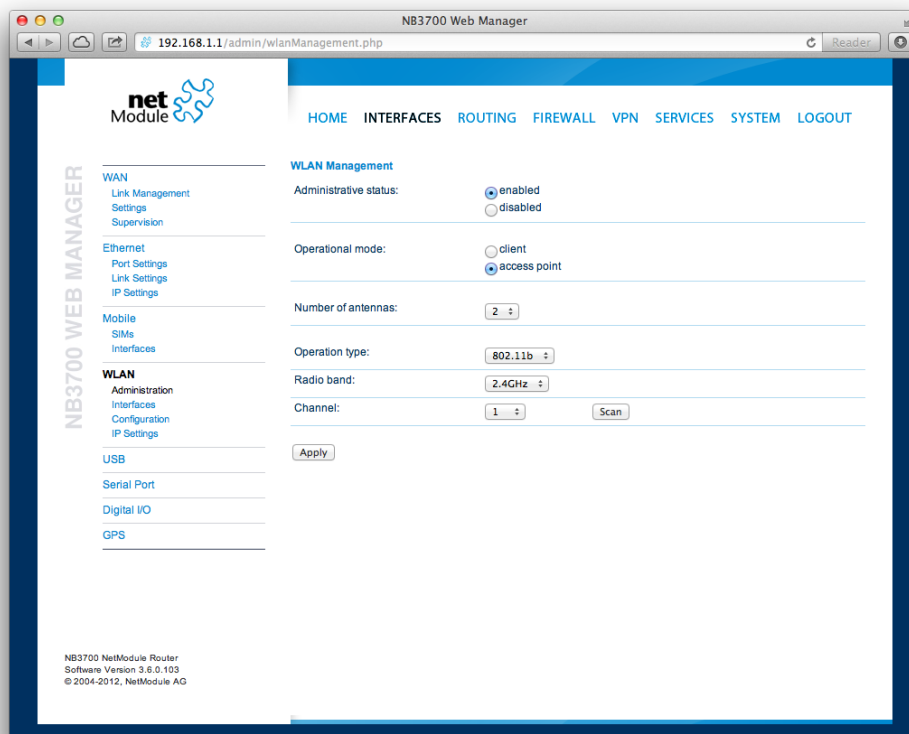 NB3700 Web Manager
192.168.1.1/admin/wlanManagement.php
Reader
net
Module
HOME INTERFACES ROUTING FIREWALL VPN SERVICES SYSTEM LOGOUT
NB3700 WEB MANAGER
WAN
Link Management
Settings
Supervision
Ethernet
Port Settings
Link Settings
IP Settings
Mobile
SIMs
Interfaces
WLAN
Administration
Interfaces
Configuration
IP Settings
USB
Serial Port
Digital I/O
GPS
WLAN Management
Administrative status: enabled
disabled
Operational mode: client
access point
Number of antennas: 2
Operation type: 802.11b
Radio band: 2.4GHz
Channel: 1 Scan
Apply
NB3700 NetModule Router
Software Version 3.6.0.103
© 2004-2012, NetModule AG